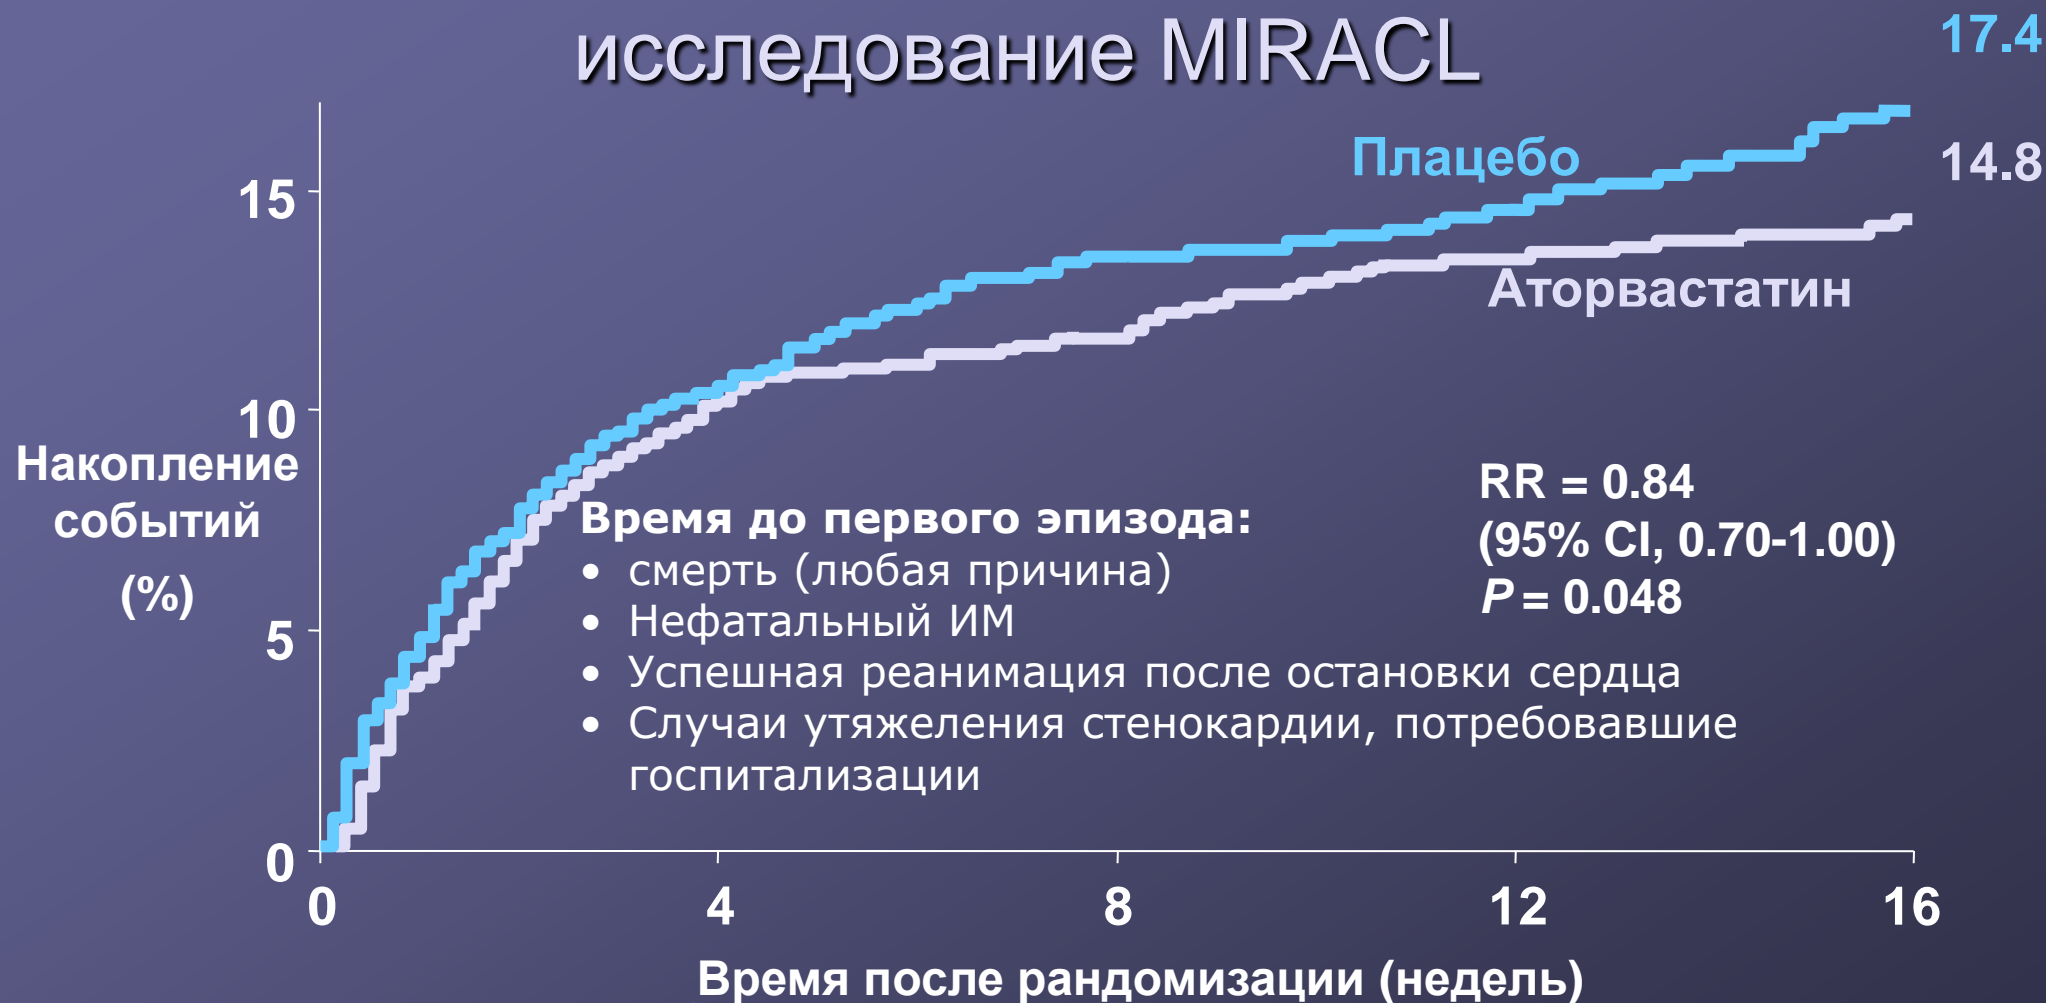 исследование MIRACL
17.4
Плацебо
14.8
15
Аторвастатин
10
Накопление
событий
(%)
RR = 0.84
(95% CI, 0.70-1.00)
P = 0.048
Время до первого эпизода:
• смерть (любая причина)
• Нефатальный ИМ
• Успешная реанимация после остановки сердца
• Случаи утяжеления стенокардии, потребовавшие
госпитализации
5
0
0 4 8 12 16
Время после рандомизации (недель)